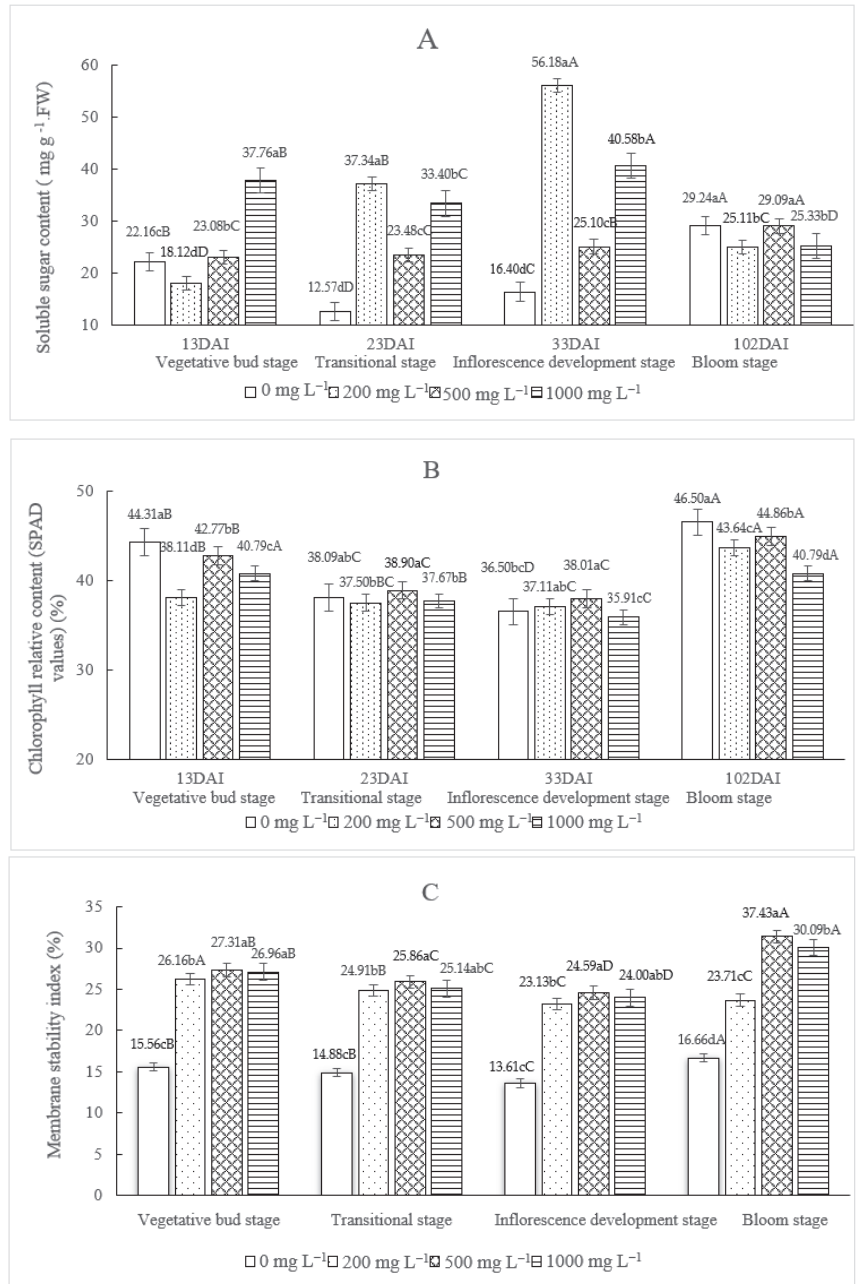 A
Soluble sugar content ( mg g ⁻¹.FW)
60
50
40
30
20
10
22.16cB
18.12dD
23.08bC
37.76aB
12.57dD
37.34aB
23.48cC
33.40bC
16.40dC
56.18aA
25.10cB
40.58bA
29.24aA
25.11bC
29.09aA
25.33bD
13DAI 23DAI 33DAI 102DAI
Vegetative bud stage Transitional stage Inflorescence development stage Bloom stage
0 mg L⁻¹ 200 mg L⁻¹ 500 mg L⁻¹ 1000 mg L⁻¹
B
Chlorophyll relative content (SPAD
values) (%)
50
40
30
20
44.31aB
38.11dB
42.77bB
40.79cA
38.09abC
37.50bBC
38.90aC
37.67bB
36.50bcD
37.11abC
38.01aC
35.91cC
46.50aA
43.64cA
44.86bA
40.79dA
13DAI 23DAI 33DAI 102DAI
Vegetative bud stage Transitional stage Inflorescence development stage Bloom stage
0 mg L⁻¹ 200 mg L⁻¹ 500 mg L⁻¹ 1000 mg L⁻¹
C
Membrane stability index (%)
35
30
25
20
15
10
5
0
15.56cB
26.16bA
27.31aB
26.96aB
14.88cB
24.91bB
25.86aC
25.14abC
13.61cC
23.13bC
24.59aD
24.00abD
16.66dA
23.71cC
37.43aA
30.09bA
Vegetative bud stage Transitional stage Inflorescence development stage Bloom stage
0 mg L⁻¹ 200 mg L⁻¹ 500 mg L⁻¹ 1000 mg L⁻¹